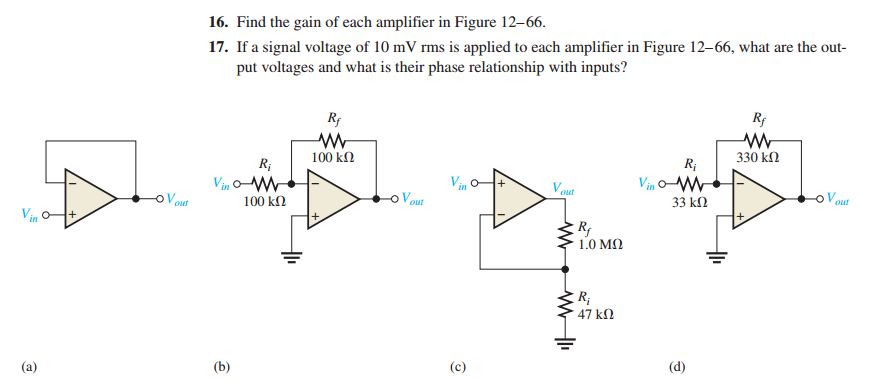 16. Find the gain of each amplifier in Figure 12–66.
17. If a signal voltage of 10 mV rms is applied to each amplifier in Figure 12–66, what are the out-
put voltages and what is their phase relationship with inputs?
−
Vin
+
Vout
(a)
Rf
100 kΩ
Ri
Vin
100 kΩ
−
+
Vout
(b)
Vin
+
−
Vout
Rf
1.0 MΩ
Ri
47 kΩ
(c)
Rf
330 kΩ
Ri
Vin
33 kΩ
−
+
Vout
(d)